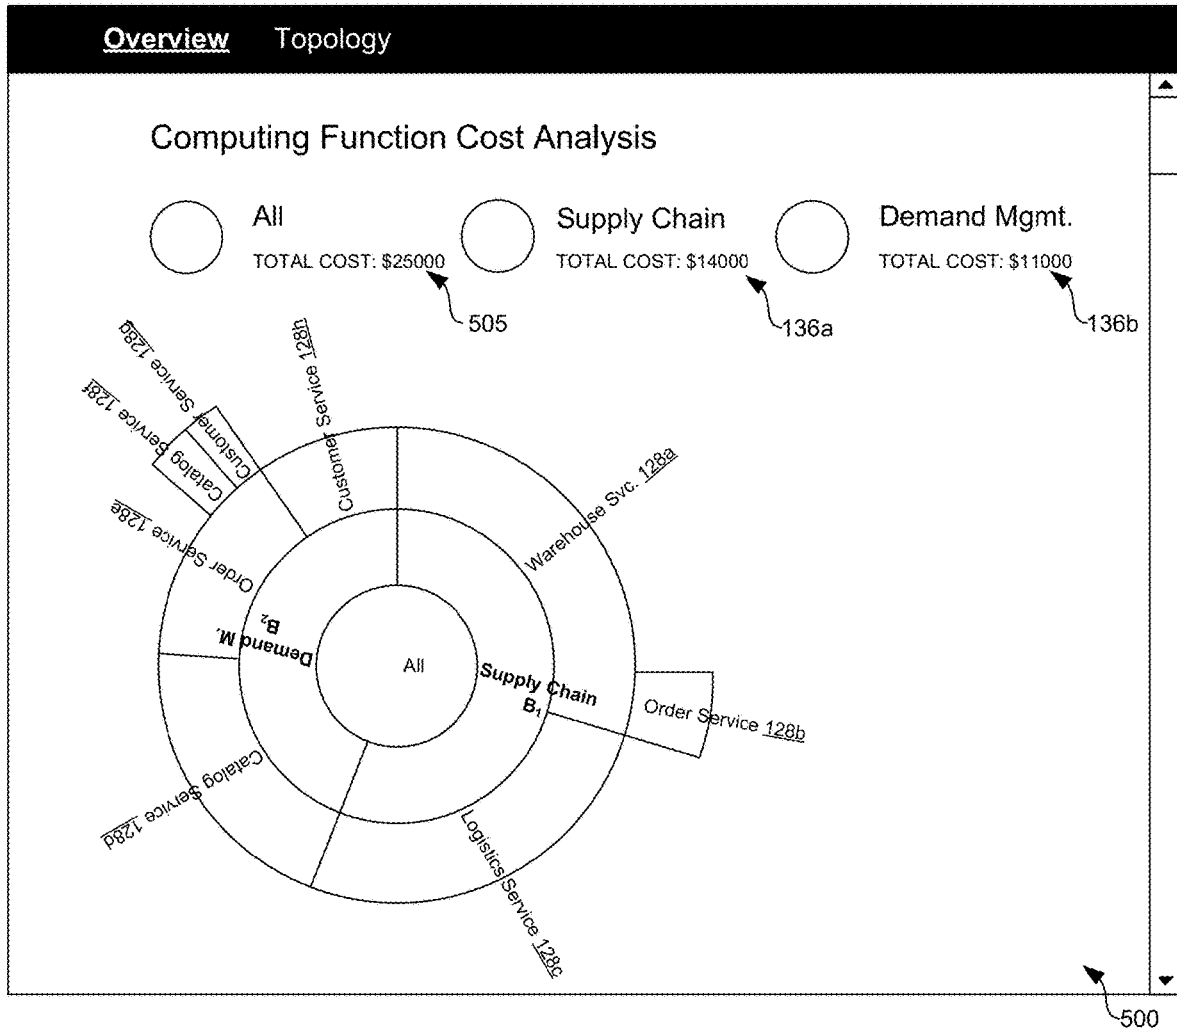 Overview Topology
Computing Function Cost Analysis
All
TOTAL COST: $25000
505
Supply Chain
TOTAL COST: $14000
136a
Demand Mgmt.
TOTAL COST: $11000
136b
Customer Service 128g
Catalog Service 128f
Order Service 128e
Customer Service 128h
Warehouse Svc. 128a
Demand M.
B₂
All
Supply Chain
B₁
Order Service 128b
Catalog Service 128d
Logistics Service 128c
500